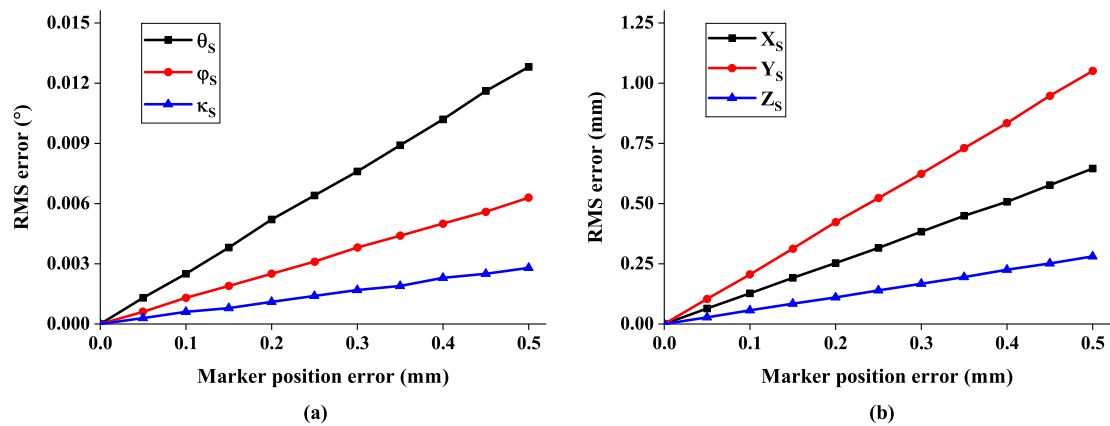 0.015
0.012
0.009
0.006
0.003
0.000
RMS error (°)
θS
φS
κS
0.0 0.1 0.2 0.3 0.4 0.5
Marker position error (mm)
(a)
1.25
1.00
0.75
0.50
0.25
0.00
RMS error (mm)
XS
YS
ZS
0.0 0.1 0.2 0.3 0.4 0.5
Marker position error (mm)
(b)